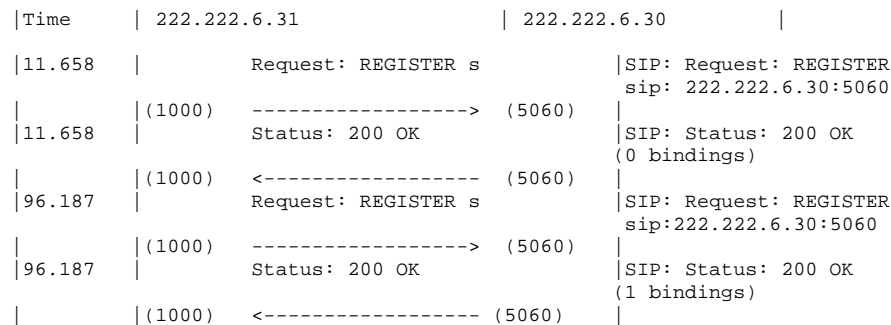 |Time | 222.222.6.31 | 222.222.6.30 |
|11.658 | Request: REGISTER s |SIP: Request: REGISTER
sip: 222.222.6.30:5060
| |(1000) ------------------> (5060) |
|11.658 | Status: 200 OK |SIP: Status: 200 OK
(0 bindings)
| |(1000) <------------------ (5060) |
|96.187 | Request: REGISTER s |SIP: Request: REGISTER
sip:222.222.6.30:5060
| |(1000) ------------------> (5060) |
|96.187 | Status: 200 OK |SIP: Status: 200 OK
(1 bindings)
| |(1000) <------------------ (5060) |